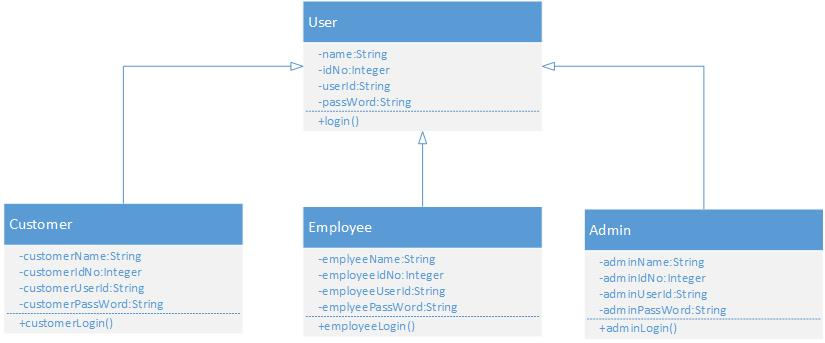 User
-name:String
-idNo:Integer
-userId:String
-passWord:String
+login()
Customer
-customerName:String
-customerIdNo:Integer
-customerUserId:String
-customerPassWord:String
+customerLogin()
Employee
-emplyeeName:String
-employeeIdNo:Integer
-employeeUserId:String
-emplyeePassWord:String
+employeeLogin()
Admin
-adminName:String
-adminIdNo:Integer
-adminUserId:String
-adminPassWord:String
+adminLogin()